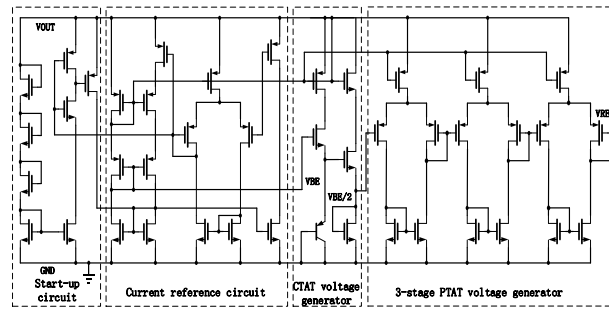 VOUT
VBE
VBE/2
VRE
GND
Start-up
circuit
Current reference circuit
CTAT voltage
generator
3-stage PTAT voltage generator